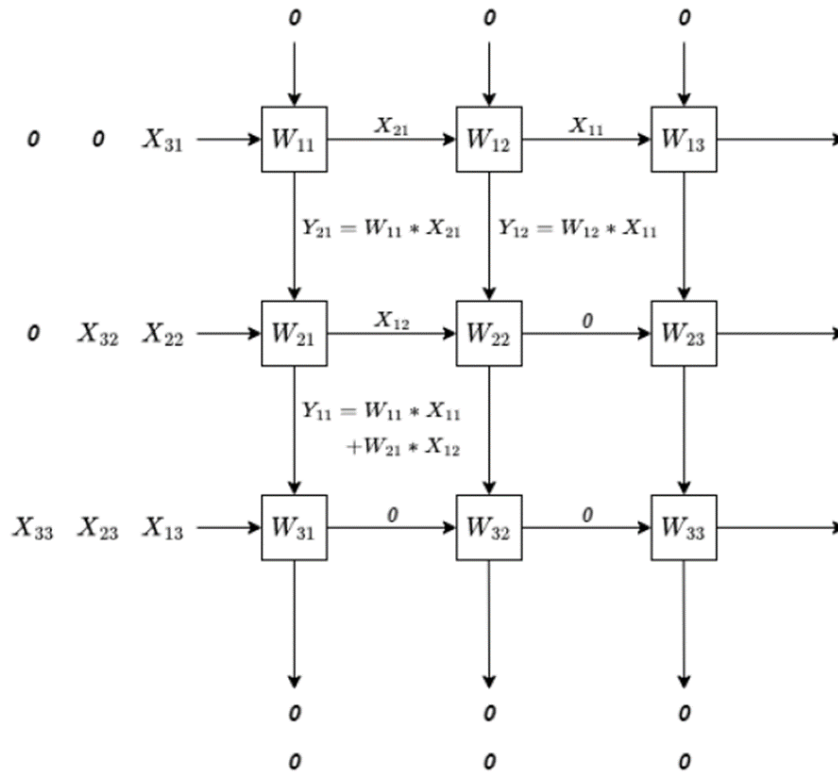 0 0 0
X₂₁ X₁₁
0 0 X₃₁ W₁₁ W₁₂ W₁₃
Y₂₁ = W₁₁ * X₂₁ Y₁₂ = W₁₂ * X₁₁
X₁₂ 0
0 X₃₂ X₂₂ W₂₁ W₂₂ W₂₃
Y₁₁ = W₁₁ * X₁₁
+W₂₁ * X₁₂
0 0
X₃₃ X₂₃ X₁₃ W₃₁ W₃₂ W₃₃
0 0 0
0 0 0